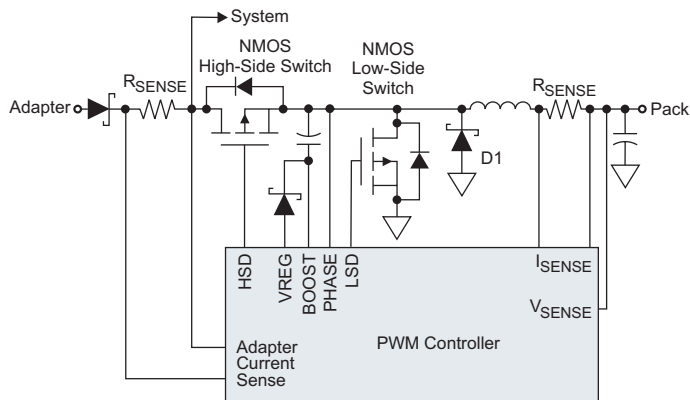 System
NMOS
High-Side Switch
NMOS
Low-Side
Switch
RSENSE
RSENSE
Adapter
Pack
D1
HSD
VREG
BOOST
PHASE
LSD
ISENSE
VSENSE
PWM Controller
Adapter
Current
Sense